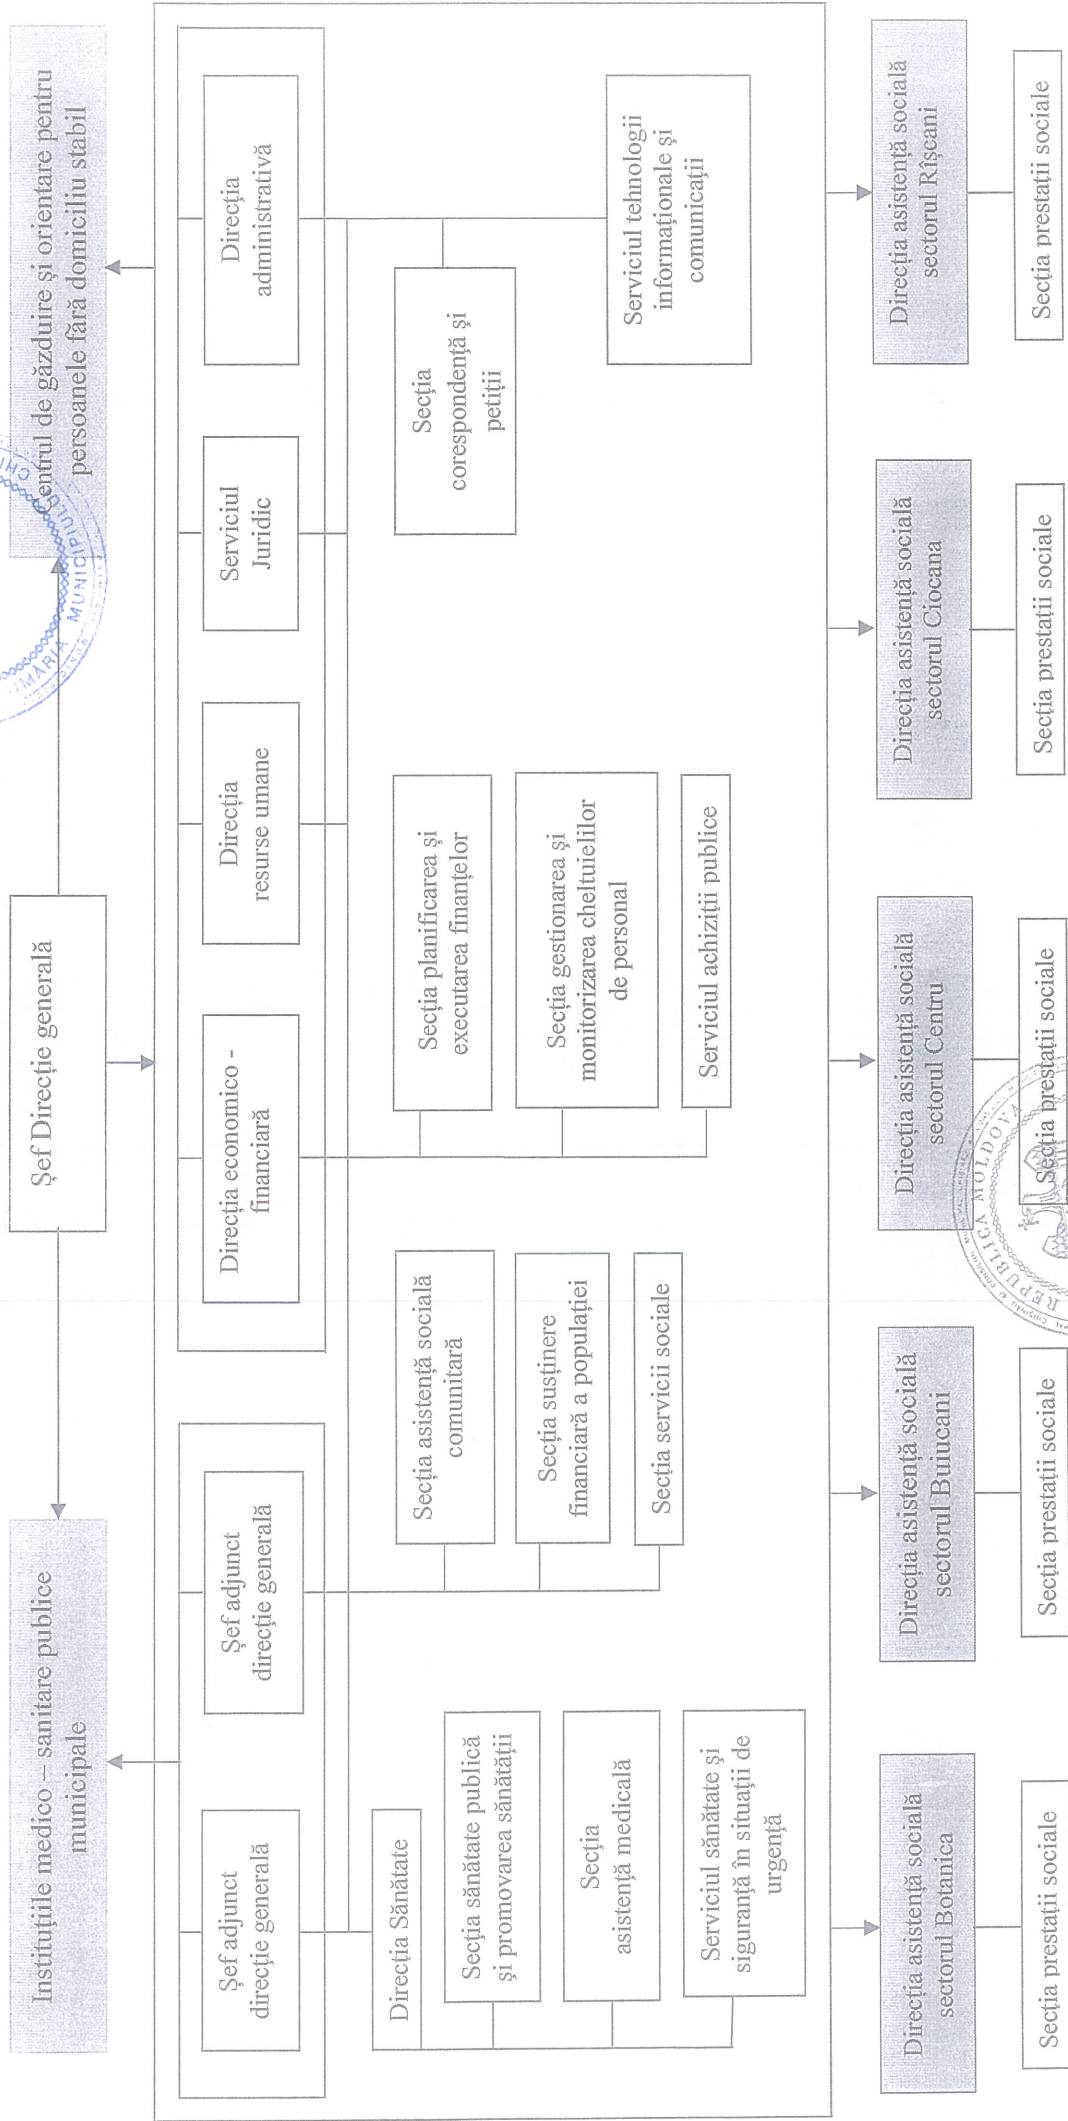 Instituțiile medico – sanitare publice
municipale
Șef Direcție generală
Centrul de găzduire și orientare pentru
persoanele fără domiciliu stabil
PRIMĂRIA MUNICIPIULUI
Șef adjunct
direcție generală
Șef adjunct
direcție generală
Direcția economico -
financiară
Direcția
resurse umane
Serviciul
Juridic
Direcția
administrativă
Direcția Sănătate
Secția sănătate publică
și promovarea sănătății
Secția
asistență medicală
Serviciul sănătate și
siguranță în situații de
urgență
Secția asistență socială
comunitară
Secția susținere
financiară a populației
Secția servicii sociale
Secția planificarea și
executarea finanțelor
Secția gestionarea și
monitorizarea cheltuielilor
de personal
Serviciul achiziții publice
Secția
corespondență și
petiții
Serviciul tehnologii
informaționale și
comunicații
Direcția asistență socială
sectorul Botanica
Direcția asistență socială
sectorul Buiucani
Direcția asistență socială
sectorul Centru
Direcția asistență socială
sectorul Ciocana
Direcția asistență socială
sectorul Rîșcani
Secția prestații sociale
Secția prestații sociale
Secția prestații sociale
Secția prestații sociale
Secția prestații sociale
REPUBLICA MOLDOVA